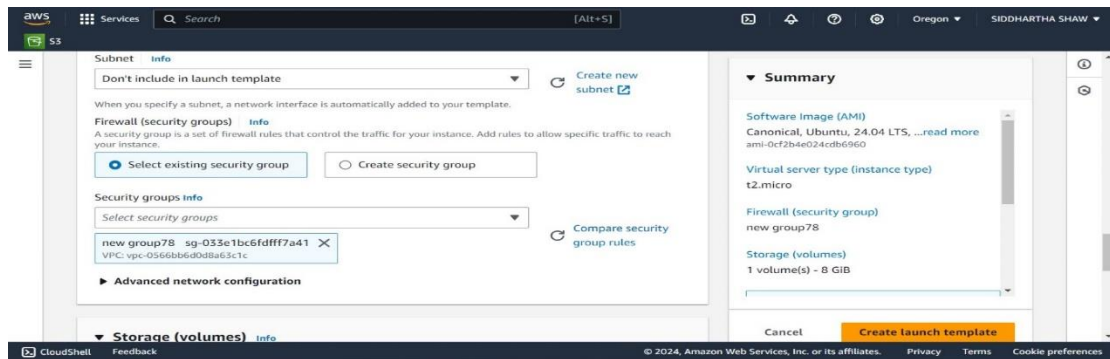 aws Services Search [Alt+S] Oregon SIDDHARTHA SHAW
S3
Subnet Info
Don't include in launch template
Create new
subnet
When you specify a subnet, a network interface is automatically added to your template.
Firewall (security groups) Info
A security group is a set of firewall rules that control the traffic for your instance. Add rules to allow specific traffic to reach
your instance.
Select existing security group Create security group
Security groups Info
Select security groups
Compare security
group rules
new group78 sg-033e1bc6fdfff7a41
VPC: vpc-0566bb6d0d8a63c1c
Advanced network configuration
Storage (volumes) Info
Summary
Software Image (AMI)
Canonical, Ubuntu, 24.04 LTS, ...read more
ami-0cf2b4e024cdb6960
Virtual server type (instance type)
t2.micro
Firewall (security group)
new group78
Storage (volumes)
1 volume(s) - 8 GiB
Cancel Create launch template
CloudShell Feedback © 2024, Amazon Web Services, Inc. or its affiliates. Privacy Terms Cookie preferences